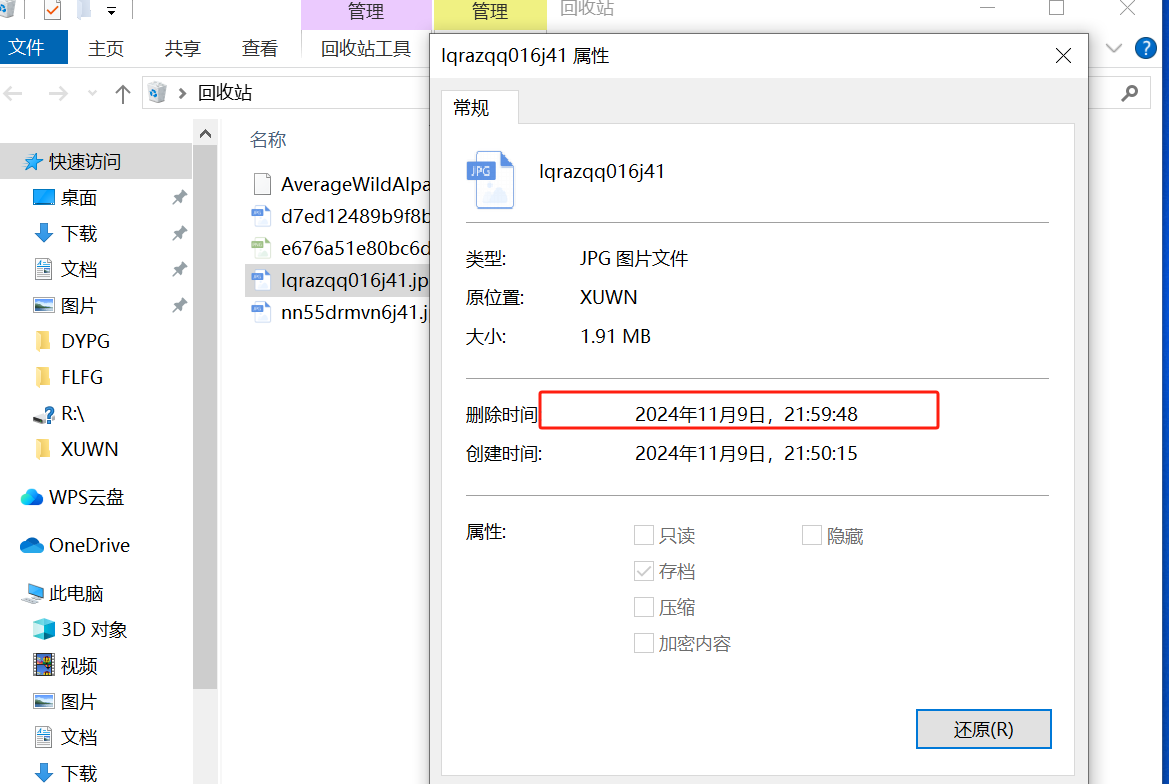 管理
管理
回收站
文件
主页
共享
查看
回收站工具
回收站
快速访问
桌面
下载
文档
图片
DYPG
FLFG
R:\
XUWN
WPS云盘
OneDrive
此电脑
3D 对象
视频
图片
文档
下载
名称
AverageWildAlpa
d7ed12489b9f8b
e676a51e80bc6d
lqrazqq016j41.jp
nn55drmvn6j41.j
lqrazqq016j41 属性
常规
JPG
lqrazqq016j41
类型: JPG 图片文件
原位置: XUWN
大小: 1.91 MB
删除时间 2024年11月9日，21:59:48
创建时间: 2024年11月9日，21:50:15
属性: 只读 隐藏
存档
压缩
加密内容
还原(R)